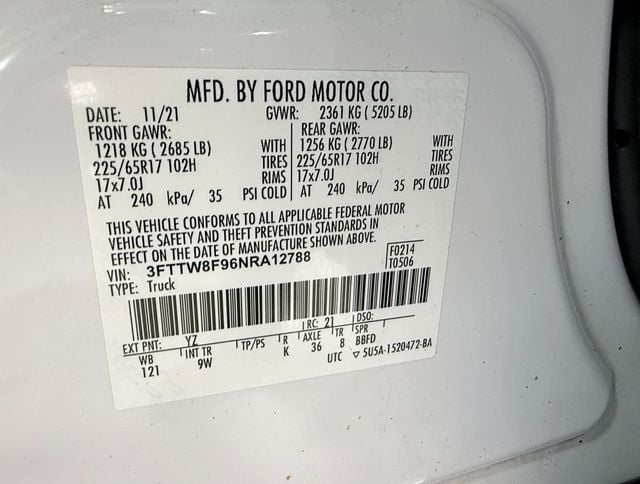 MFD. BY FORD MOTOR CO.
DATE: 11/21 GVWR: 2361 KG ( 5205 LB)
FRONT GAWR: REAR GAWR:
1218 KG ( 2685 LB) WITH 1256 KG ( 2770 LB) WITH
225/65R17 102H TIRES 225/65R17 102H TIRES
17x7.0J RIMS 17x7.0J RIMS
AT 240 kPa/ 35 PSI COLD AT 240 kPa/ 35 PSI COLD
THIS VEHICLE CONFORMS TO ALL APPLICABLE FEDERAL MOTOR
VEHICLE SAFETY AND THEFT PREVENTION STANDARDS IN
EFFECT ON THE DATE OF MANUFACTURE SHOWN ABOVE.
VIN: 3FTTW8F96NRA12788 F0214
TYPE: Truck T0506
EXT PNT: YZ RC: 21 DSO:
WB INT TR TP/PS R AXLE TR SPR
121 9W K 36 8 BBFD
UTC ▽ 5U5A-1520472-BA